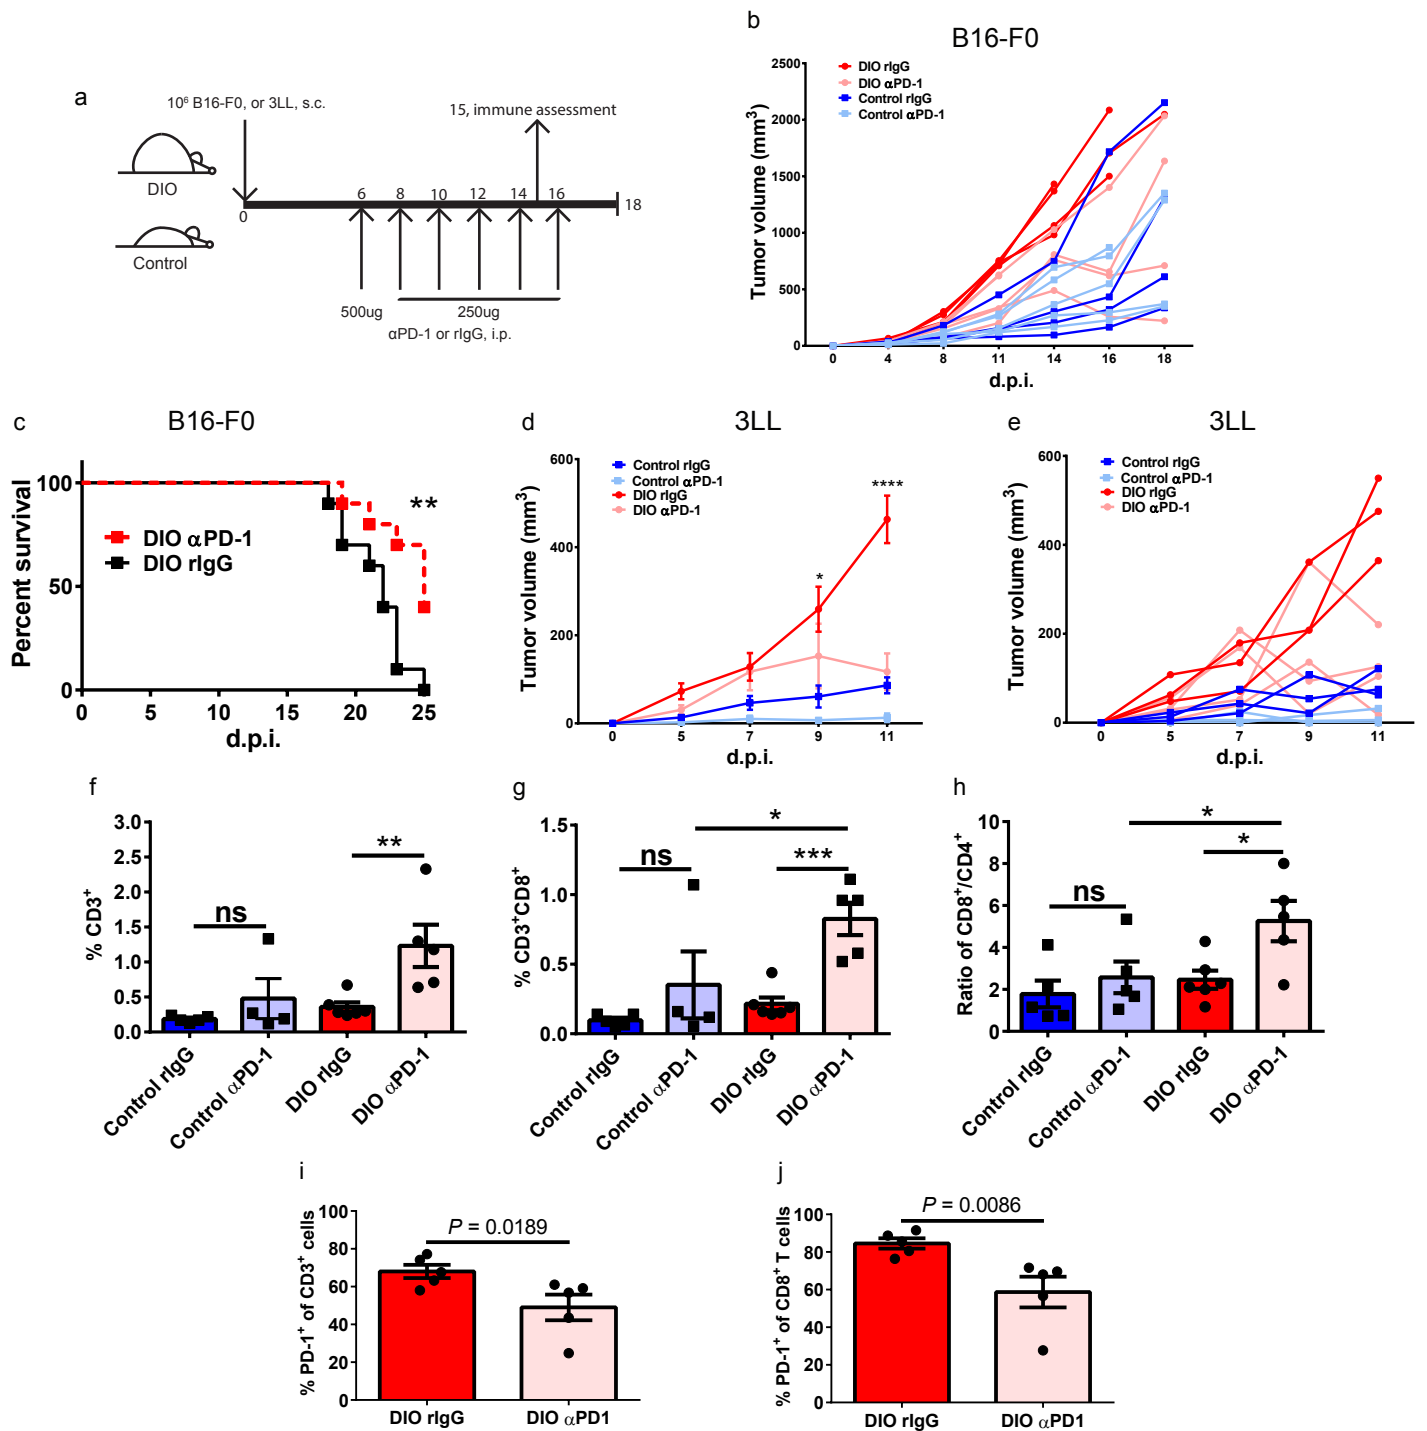 a
10⁶ B16-F0, or 3LL, s.c.
15, immune assessment
DIO
Control
0
6
8
10
12
14
16
18
500ug
250ug
αPD-1 or rIgG, i.p.
b
B16-F0
DIO rIgG
DIO αPD-1
Control rIgG
Control αPD-1
Tumor volume (mm³)
2500
2000
1500
1000
500
0
0 4 8 11 14 16 18
d.p.i.
c
B16-F0
Percent survival
100
50
0
DIO αPD-1
DIO rIgG
**
0 5 10 15 20 25
d.p.i.
d
3LL
Control rIgG
Control αPD-1
DIO rIgG
DIO αPD-1
Tumor volume (mm³)
600
400
200
0
*
****
0 5 7 9 11
d.p.i.
e
3LL
Control rIgG
Control αPD-1
DIO rIgG
DIO αPD-1
Tumor volume (mm³)
600
400
200
0
0 5 7 9 11
d.p.i.
f
% CD3⁺
3.0
2.5
2.0
1.5
1.0
0.5
0.0
ns
**
Control rIgG
Control αPD-1
DIO rIgG
DIO αPD-1
g
% CD3⁺CD8⁺
1.5
1.0
0.5
0.0
ns
*
***
Control rIgG
Control αPD-1
DIO rIgG
DIO αPD-1
h
Ratio of CD8⁺/CD4⁺
10
8
6
4
2
0
ns
*
*
Control rIgG
Control αPD-1
DIO rIgG
DIO αPD-1
i
% PD-1⁺ of CD3⁺ cells
100
80
60
40
20
0
P = 0.0189
DIO rIgG
DIO αPD1
j
% PD-1⁺ of CD8⁺ T cells
100
80
60
40
20
0
P = 0.0086
DIO rIgG
DIO αPD1